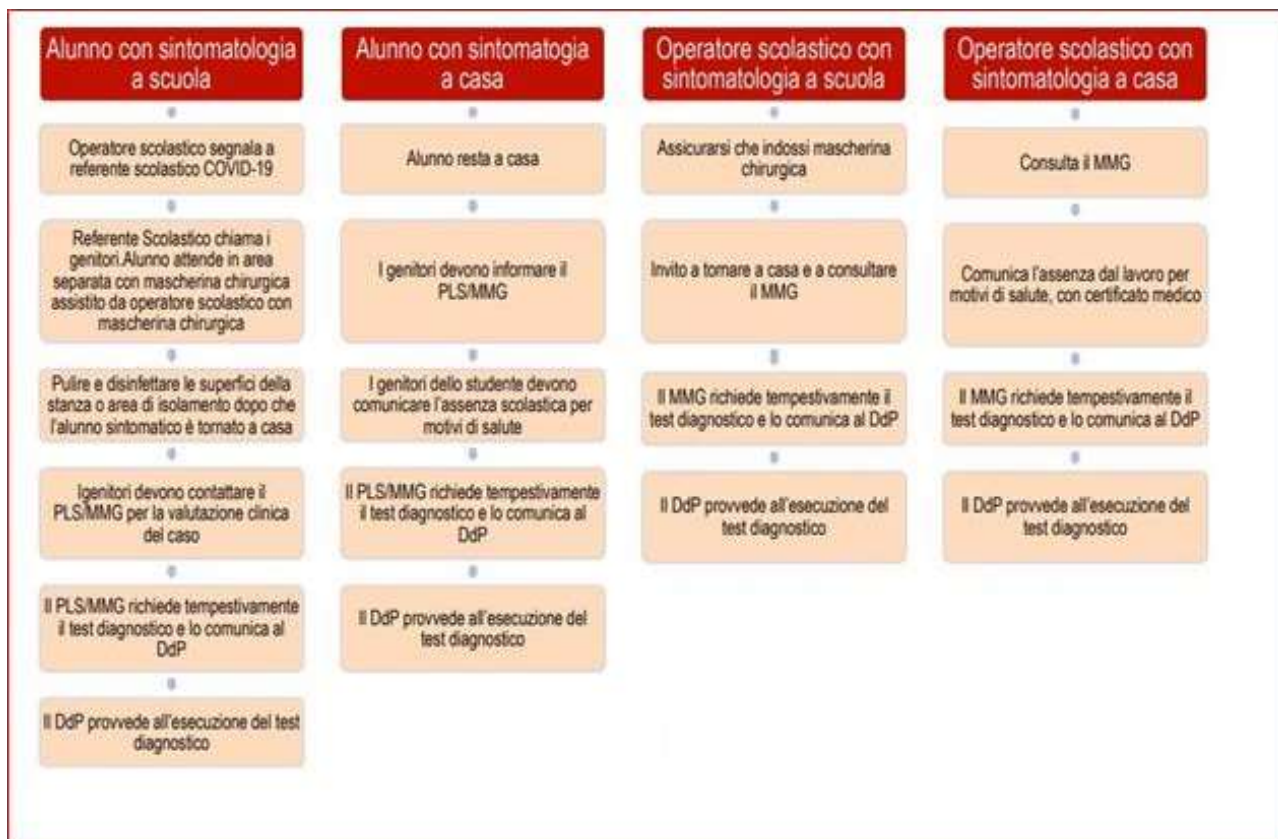 Alunno con sintomatologia
a scuola
Operatore scolastico segnala a
referente scolastico COVID-19
Referente Scolastico chiama i
genitori.Alunno attende in area
separata con mascherina chirurgica
assistito da operatore scolastico con
mascherina chirurgica
Pulire e disinfettare le superfici della
stanza o area di isolamento dopo che
l'alunno sintomatico è tornato a casa
Igenitori devono contattare il
PLS/MMG per la valutazione clinica
del caso
Il PLS/MMG richiede tempestivamente
il test diagnostico e lo comunica al
DdP
Il DdP provvede all'esecuzione del test
diagnostico
Alunno con sintomatogia
a casa
Alunno resta a casa
I genitori devono informare il
PLS/MMG
I genitori dello studente devono
comunicare l'assenza scolastica per
motivi di salute
Il PLS/MMG richiede tempestivamente
il test diagnostico e lo comunica al
DdP
Il DdP provvede all'esecuzione del
test diagnostico
Operatore scolastico con
sintomatologia a scuola
Assicurarsi che indossi mascherina
chirurgica
Invito a tornare a casa e a consultare
il MMG
Il MMG richiede tempestivamente il
test diagnostico e lo comunica al DdP
Il DdP provvede all'esecuzione del
test diagnostico
Operatore scolastico con
sintomatologia a casa
Consulta il MMG
Comunica l'assenza dal lavoro per
motivi di salute, con certificato medico
Il MMG richiede tempestivamente il
test diagnostico e lo comunica al DdP
Il DdP provvede all'esecuzione del
test diagnostico